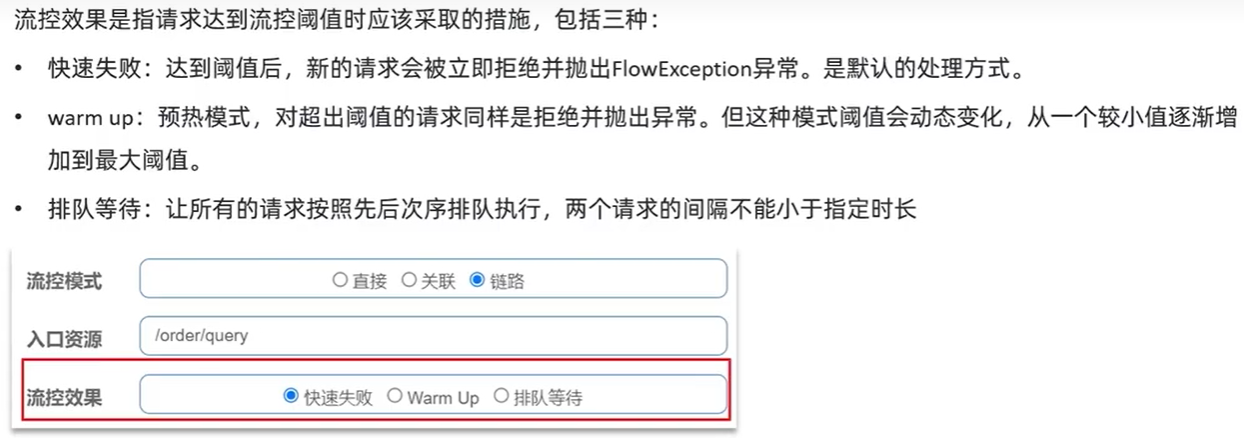 流控效果是指请求达到流控阈值时应该采取的措施，包括三种：
• 快速失败：达到阈值后，新的请求会被立即拒绝并抛出FlowException异常。是默认的处理方式。
• warm up：预热模式，对超出阈值的请求同样是拒绝并抛出异常。但这种模式阈值会动态变化，从一个较小值逐渐增
加到最大阈值。
• 排队等待：让所有的请求按照先后次序排队执行，两个请求的间隔不能小于指定时长
流控模式 直接 关联 链路
入口资源 /order/query
流控效果 快速失败 Warm Up 排队等待